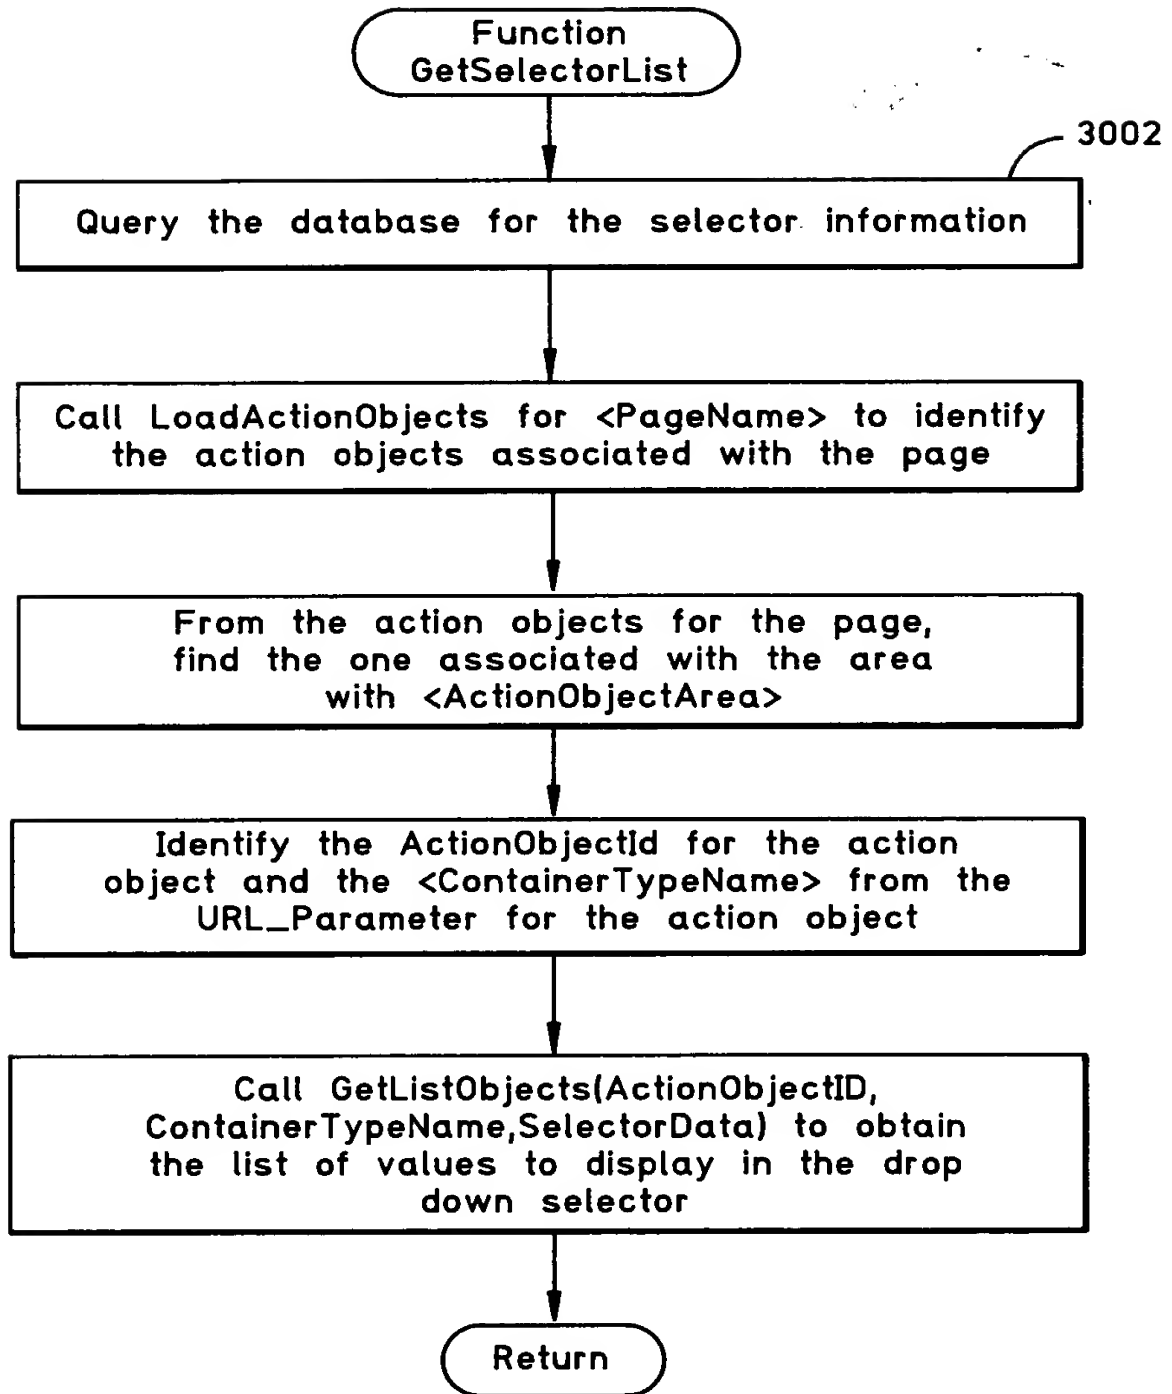 Function
GetSelectorList
3002
Query the database for the selector information
Call LoadActionObjects for <PageName> to identify
the action objects associated with the page
From the action objects for the page,
find the one associated with the area
with <ActionObjectArea>
Identify the ActionObjectId for the action
object and the <ContainerTypeName> from the
URL_Parameter for the action object
Call GetListObjects(ActionObjectID,
ContainerTypeName,SelectorData) to obtain
the list of values to display in the drop
down selector
Return